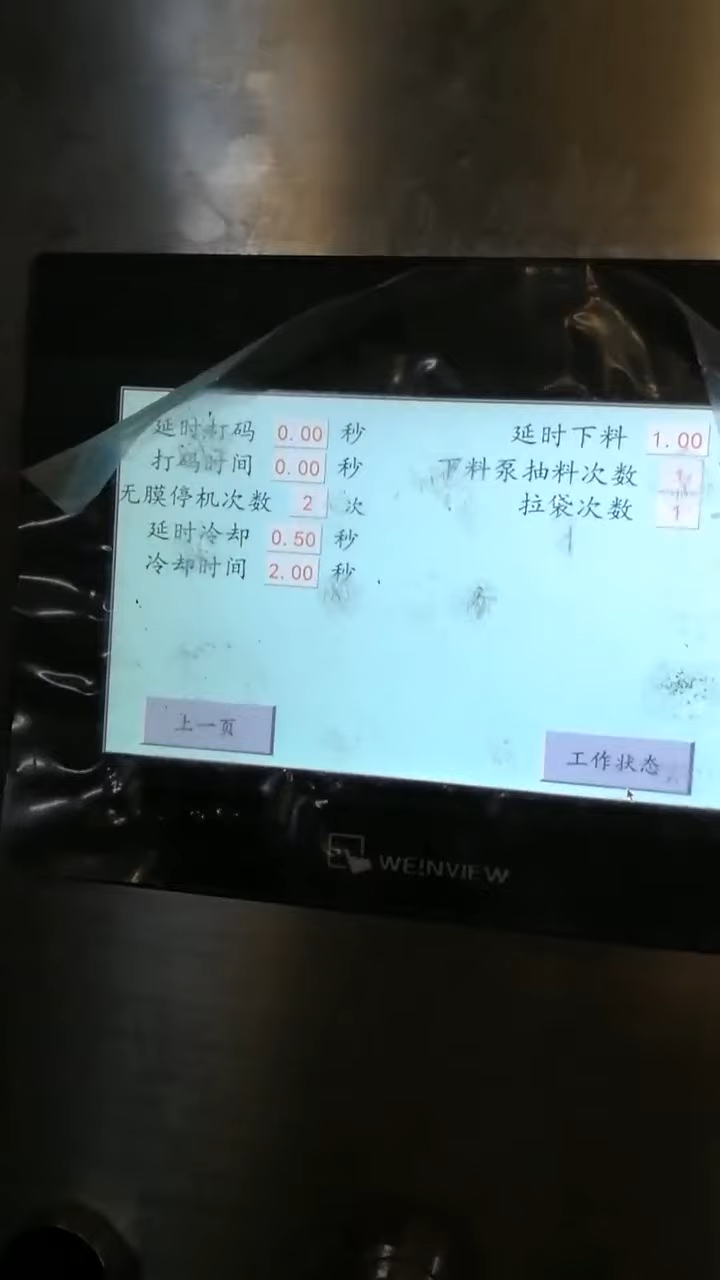 延时打码 0.00 秒
打码时间 0.00 秒
无膜停机次数 2 次
延时冷却 0.50 秒
冷却时间 2.00 秒
延时下料 1.00
下料泵抽料次数 1
拉袋次数 1
上一页
工作状态
WEINVIEW